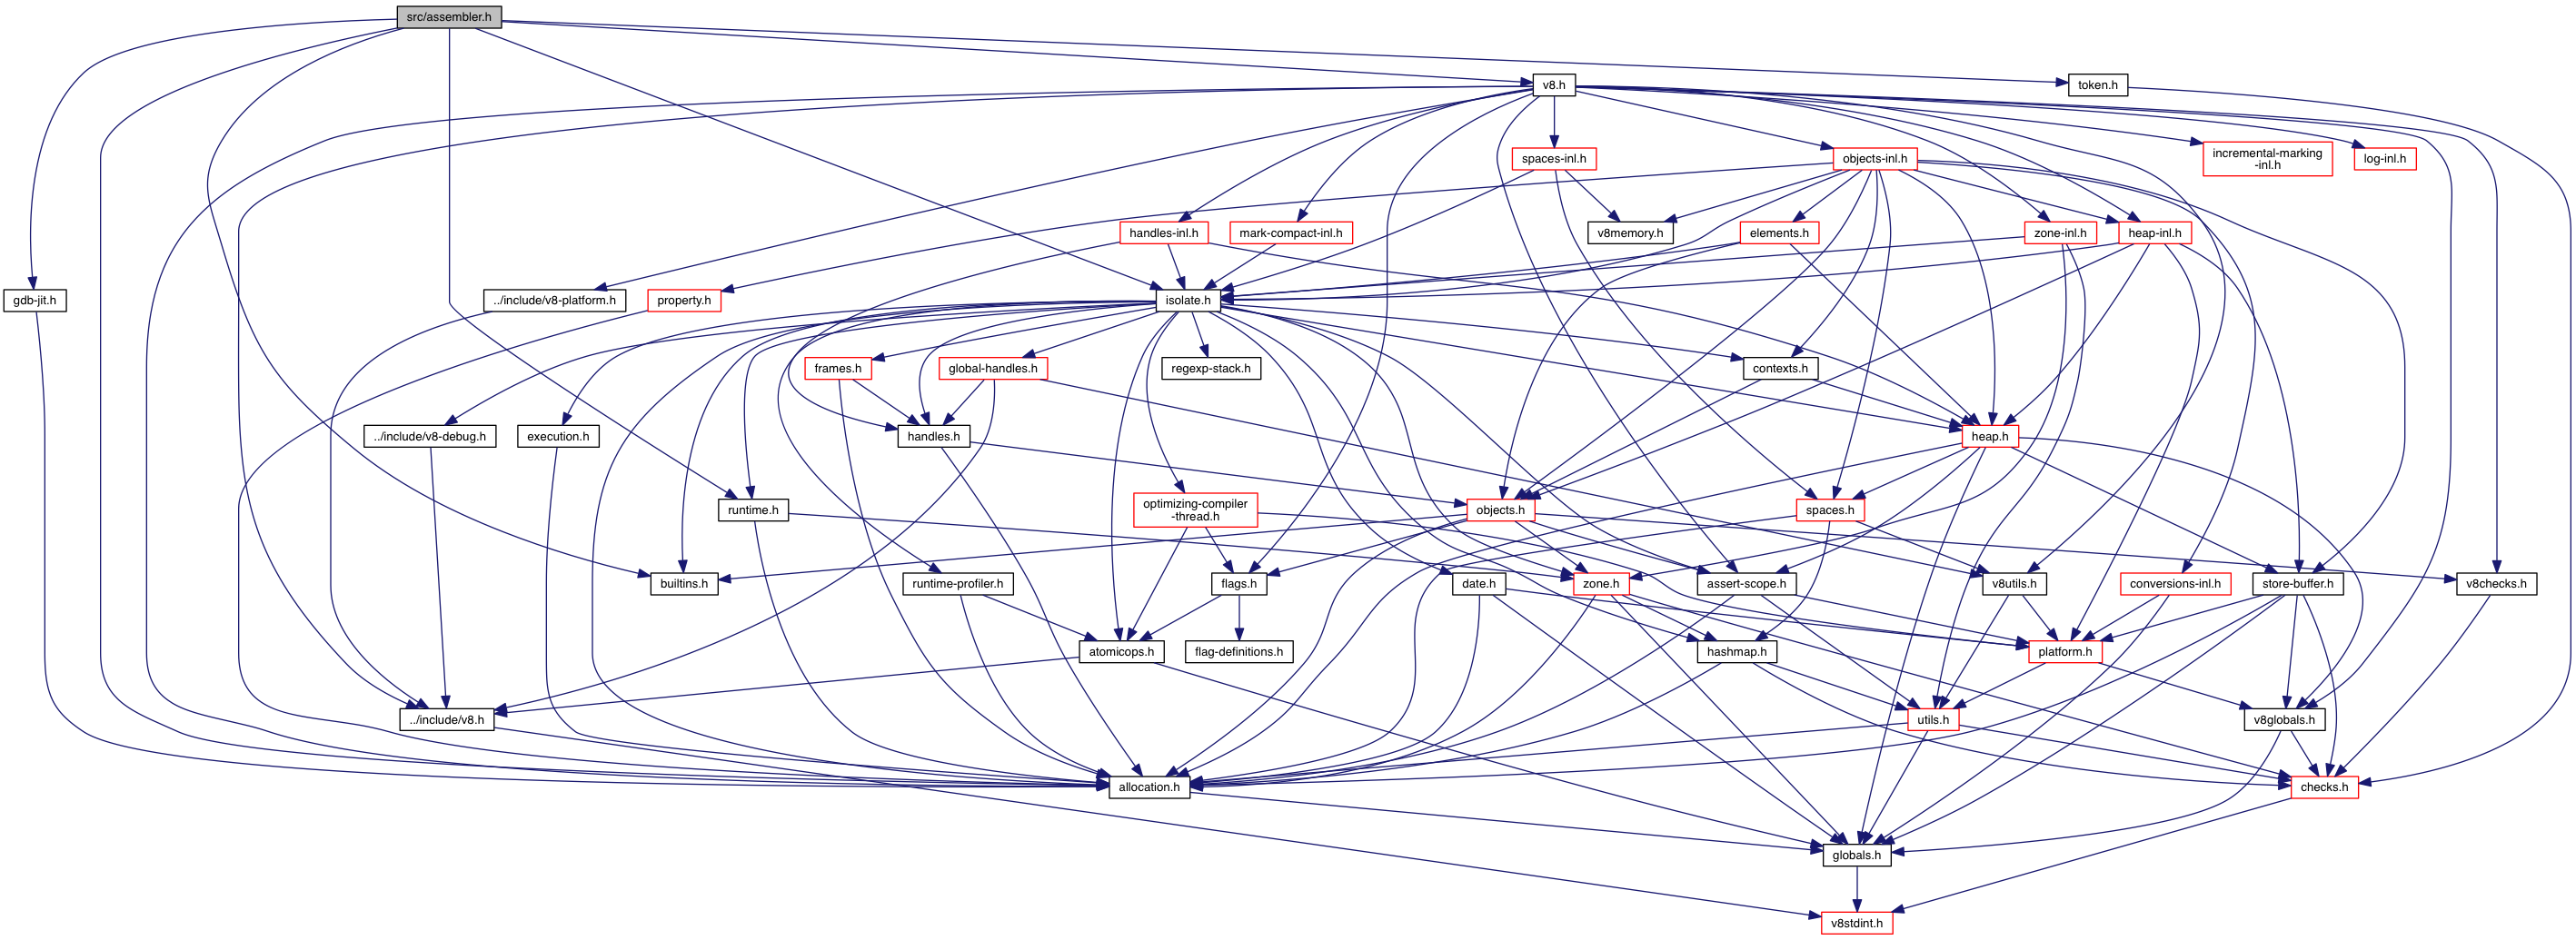 src/assembler.h
v8.h
token.h
spaces-inl.h
objects-inl.h
incremental-marking
-inl.h
log-inl.h
handles-inl.h
mark-compact-inl.h
v8memory.h
elements.h
zone-inl.h
heap-inl.h
gdb-jit.h
../include/v8-platform.h
property.h
isolate.h
frames.h
global-handles.h
regexp-stack.h
contexts.h
../include/v8-debug.h
execution.h
handles.h
heap.h
runtime.h
optimizing-compiler
-thread.h
objects.h
spaces.h
builtins.h
runtime-profiler.h
flags.h
date.h
zone.h
assert-scope.h
v8utils.h
conversions-inl.h
store-buffer.h
v8checks.h
atomicops.h
flag-definitions.h
hashmap.h
platform.h
../include/v8.h
utils.h
v8globals.h
allocation.h
checks.h
globals.h
v8stdint.h